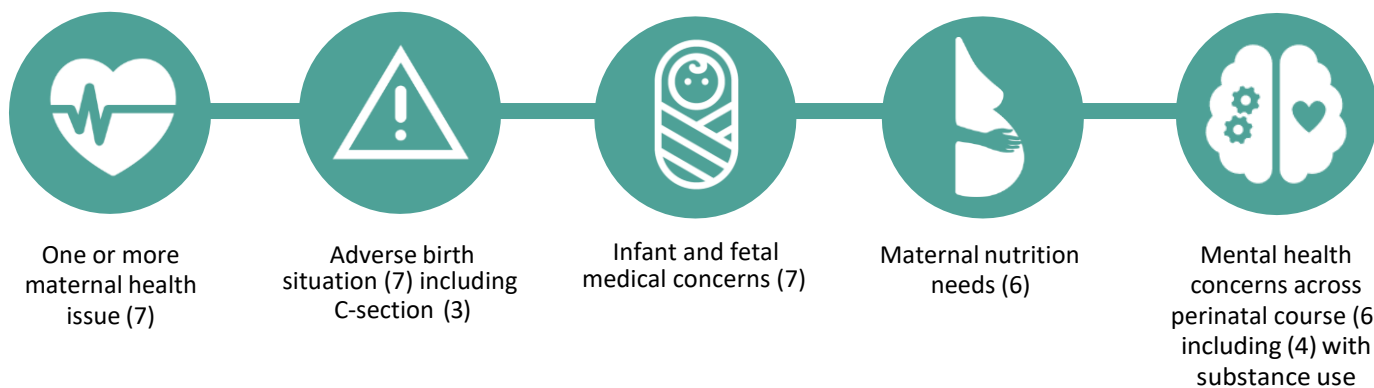 One or more
maternal health
issue (7)
Adverse birth
situation (7) including
C-section (3)
Infant and fetal
medical concerns (7)
Maternal nutrition
needs (6)
Mental health
concerns across
perinatal course (6
including (4) with
substance use